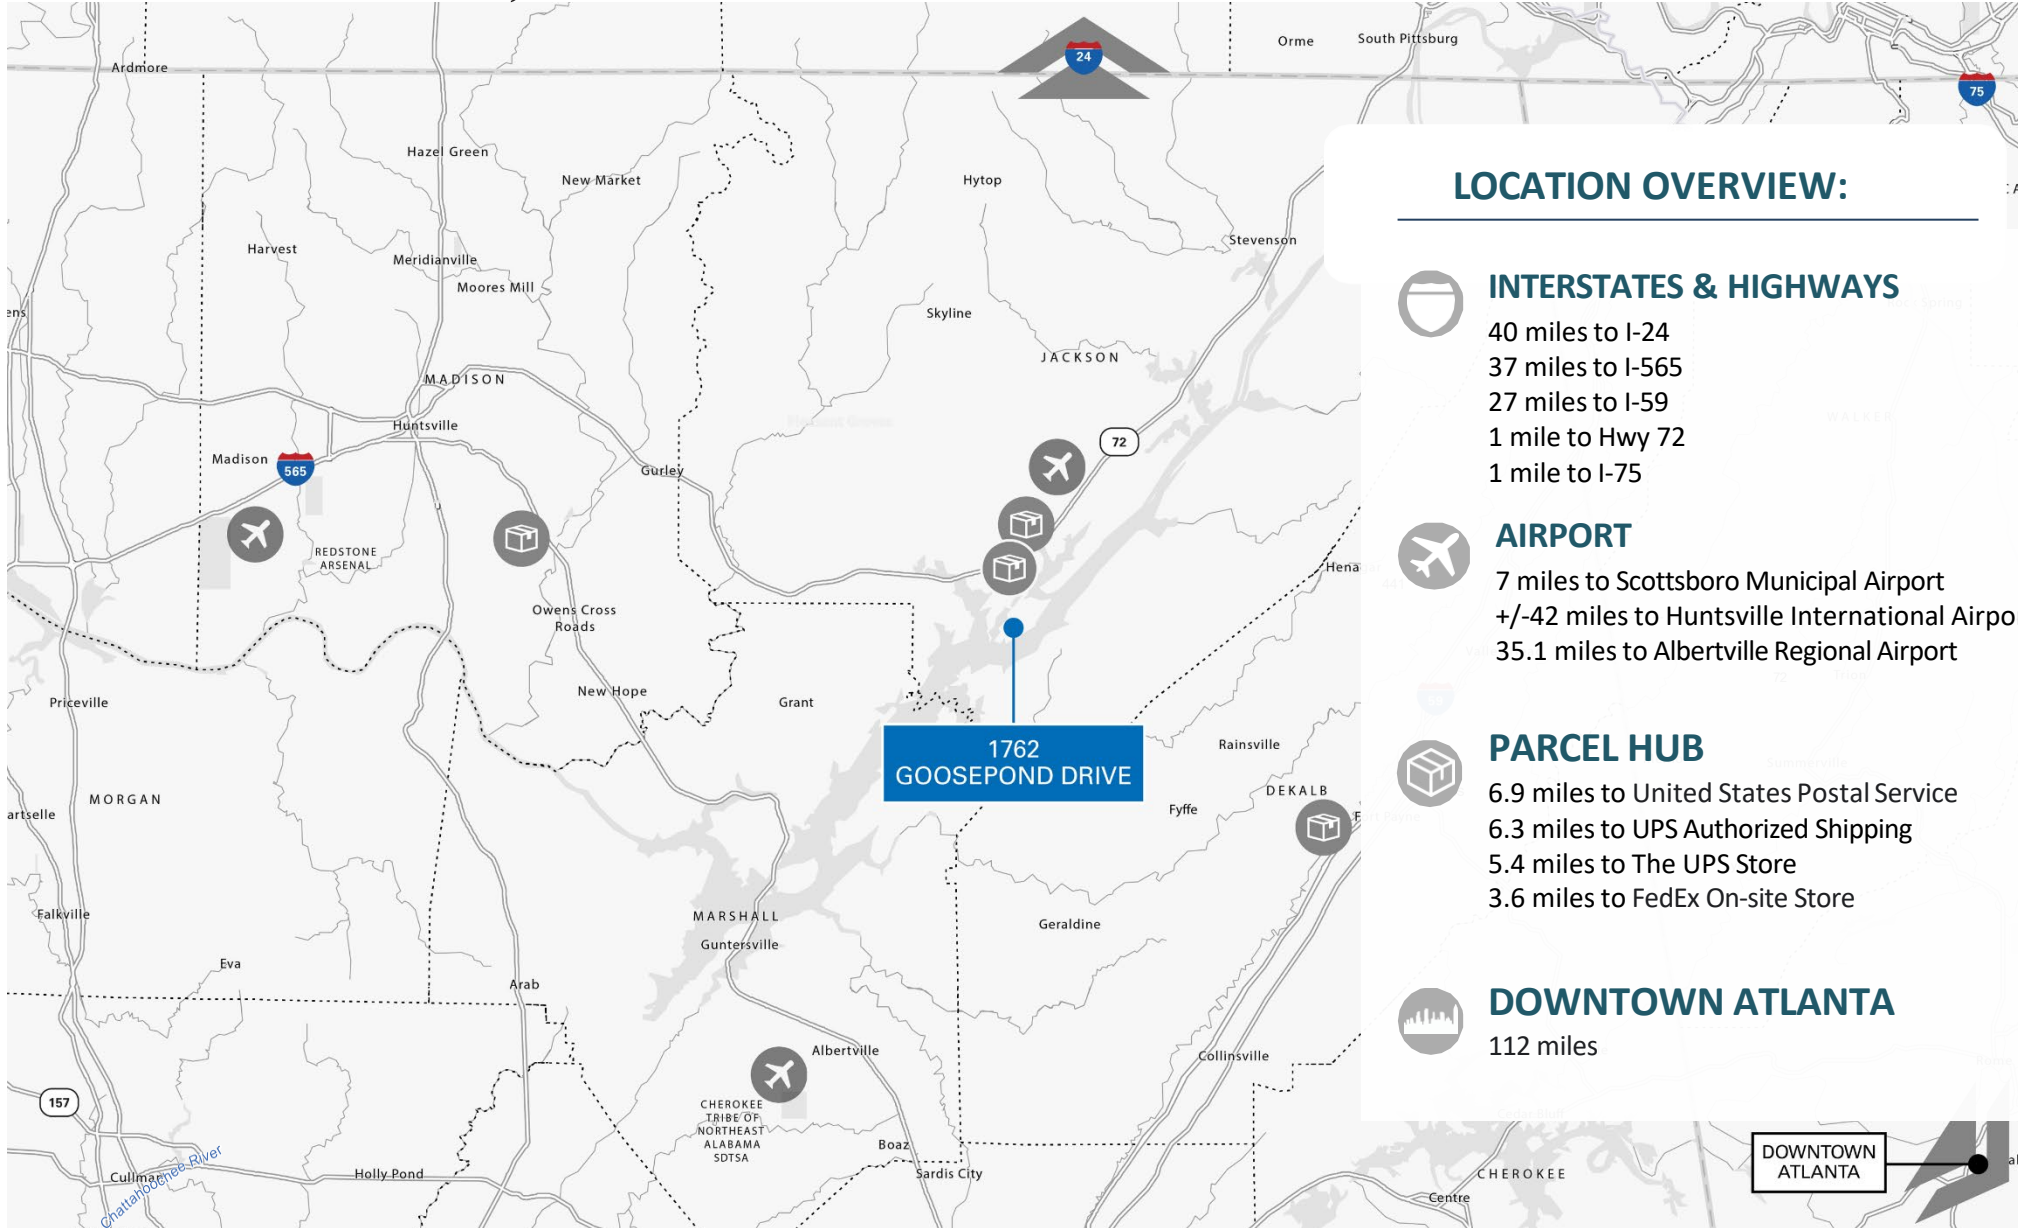 Ardmore
24
Orme
South Pittsburg
75
Hazel Green
New Market
Hytop
Harvest
Meridianville
Moores Mill
Stevenson
Skyline
JACKSON
MADISON
Huntsville
Madison
565
Gurley
72
REDSTONE
ARSENAL
Owens Cross
Roads
Priceville
New Hope
Grant
1762
GOOSEPOND DRIVE
Rainsville
DEKALB
Fyffe
MORGAN
artselle
Falkville
MARSHALL
Guntersville
Geraldine
Eva
Arab
Albertville
Collinsville
157
CHEROKEE
TRIBE OF
NORTHEAST
ALABAMA
SDTSA
Boaz
Sardis City
Cullman
Chattahoochee River
Holly Pond
CHEROKEE
Centre
DOWNTOWN
ATLANTA
LOCATION OVERVIEW:
INTERSTATES & HIGHWAYS
40 miles to I-24
37 miles to I-565
27 miles to I-59
1 mile to Hwy 72
1 mile to I-75
AIRPORT
7 miles to Scottsboro Municipal Airport
+/-42 miles to Huntsville International Airpo
35.1 miles to Albertville Regional Airport
PARCEL HUB
6.9 miles to United States Postal Service
6.3 miles to UPS Authorized Shipping
5.4 miles to The UPS Store
3.6 miles to FedEx On-site Store
DOWNTOWN ATLANTA
112 miles